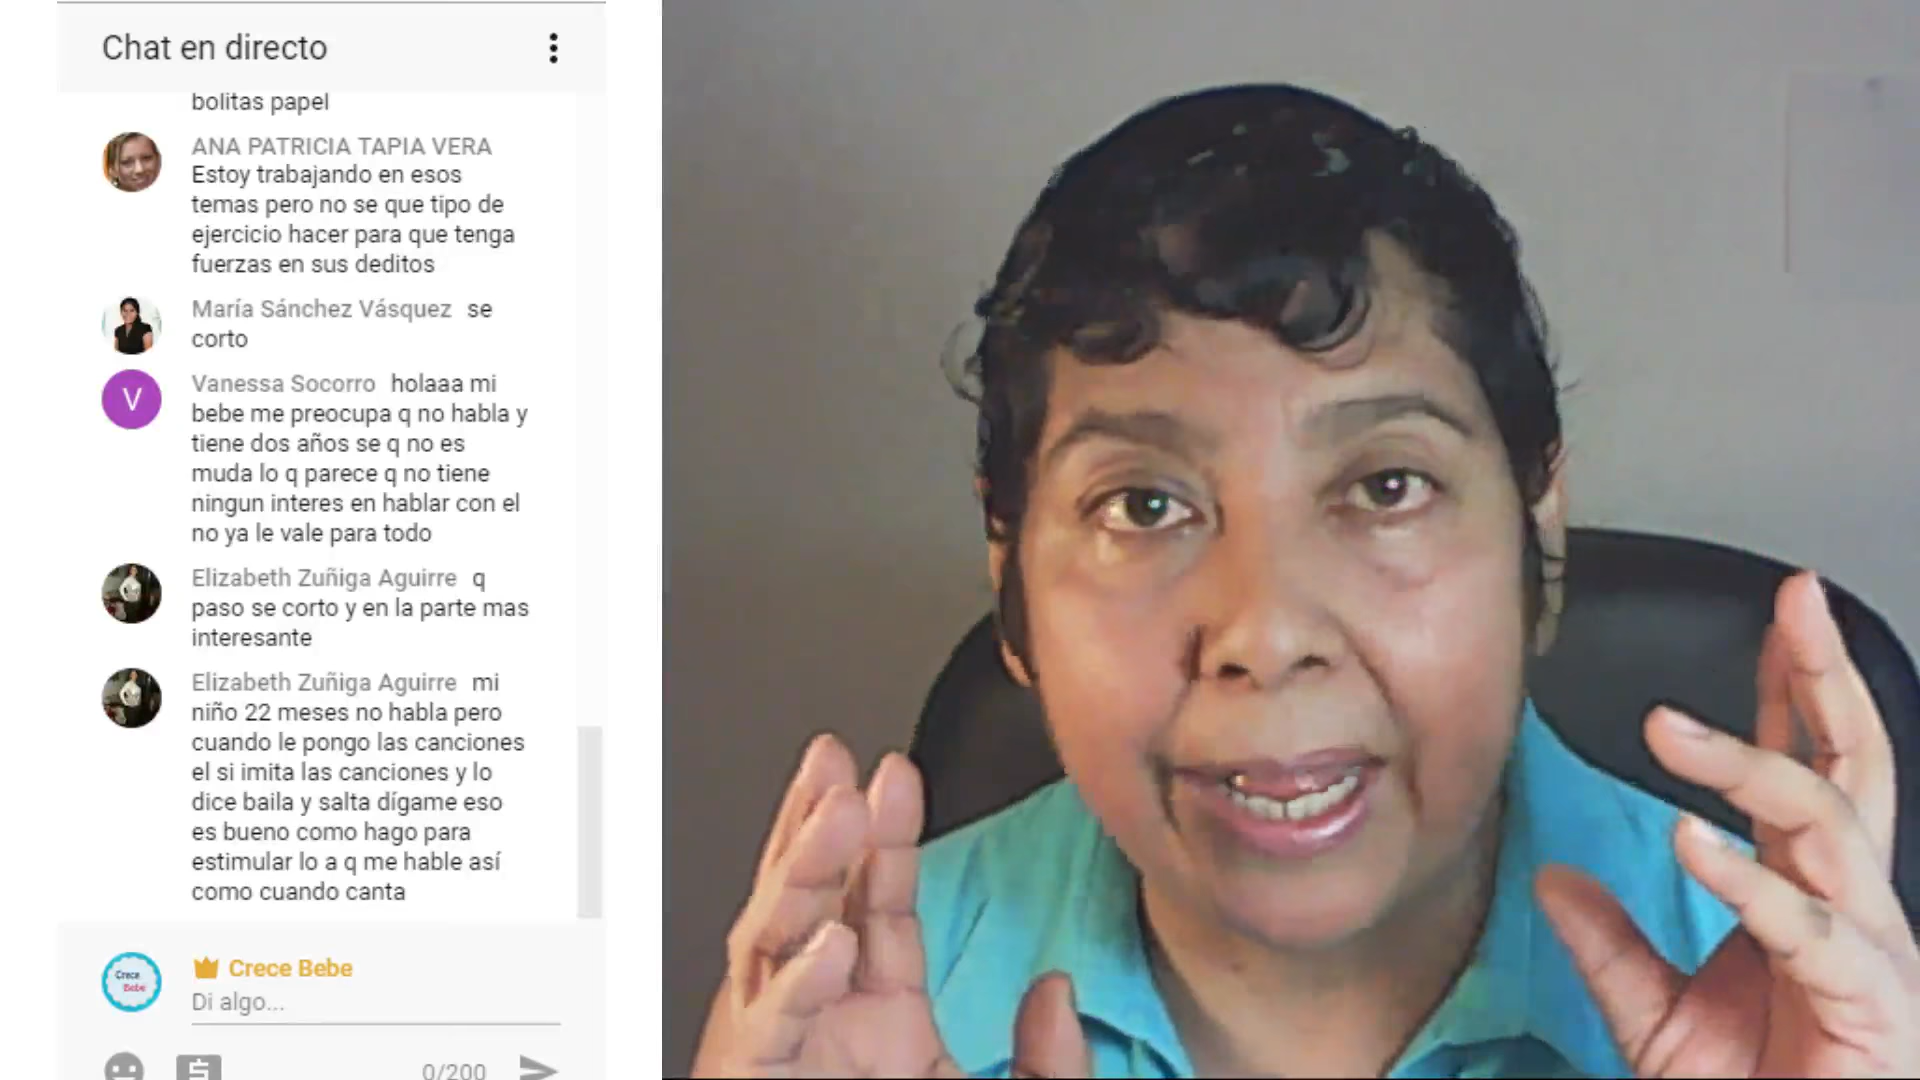 Chat en directo
bolitas papel
ANA PATRICIA TAPIA VERA
Estoy trabajando en esos
temas pero no se que tipo de
ejercicio hacer para que tenga
fuerzas en sus deditos
María Sánchez Vásquez se
corto
V
Vanessa Socorro holaaa mi
bebe me preocupa q no habla y
tiene dos años se q no es
muda lo q parece q no tiene
ningun interes en hablar con el
no ya le vale para todo
Elizabeth Zuñiga Aguirre q
paso se corto y en la parte mas
interesante
Elizabeth Zuñiga Aguirre mi
niño 22 meses no habla pero
cuando le pongo las canciones
el si imita las canciones y lo
dice baila y salta dígame eso
es bueno como hago para
estimular lo a q me hable así
como cuando canta
Crece
Bebe
Crece Bebe
Di algo...
$
0/200